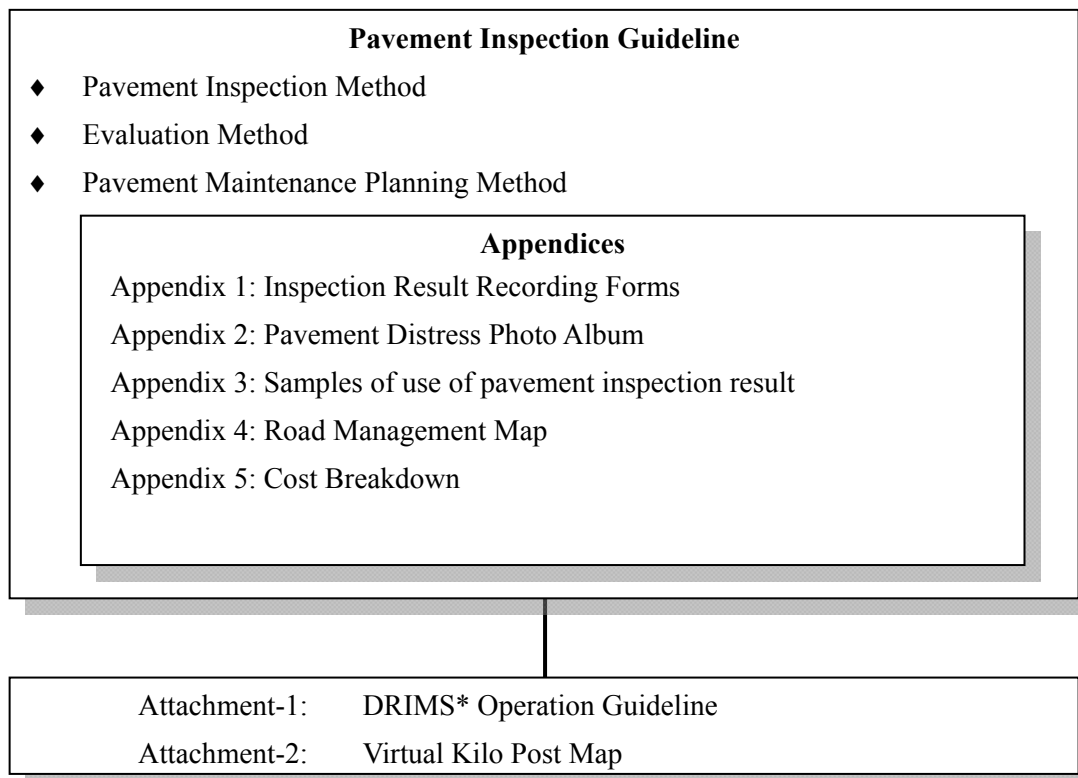 Pavement Inspection Guideline
♦ Pavement Inspection Method
♦ Evaluation Method
♦ Pavement Maintenance Planning Method
Appendices
Appendix 1: Inspection Result Recording Forms
Appendix 2: Pavement Distress Photo Album
Appendix 3: Samples of use of pavement inspection result
Appendix 4: Road Management Map
Appendix 5: Cost Breakdown
Attachment-1: DRIMS* Operation Guideline
Attachment-2: Virtual Kilo Post Map